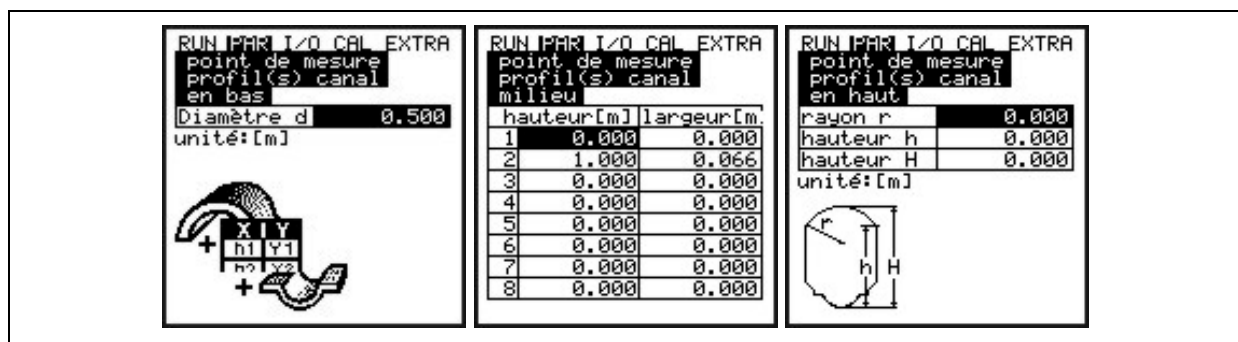 RUN PAR I/O CAL EXTRA
point de mesure
profil(s) canal
en bas
Diamètre d 0.500
unité:[m]
X Y
h1 Y1
h2 Y2
RUN PAR I/O CAL EXTRA
point de mesure
profil(s) canal
milieu
hauteur[m] largeur[m.
1 0.000 0.000
2 1.000 0.066
3 0.000 0.000
4 0.000 0.000
5 0.000 0.000
6 0.000 0.000
7 0.000 0.000
8 0.000 0.000
RUN PAR I/O CAL EXTRA
point de mesure
profil(s) canal
en haut
rayon r 0.000
hauteur h 0.000
hauteur H 0.000
unité:[m]
r
h H